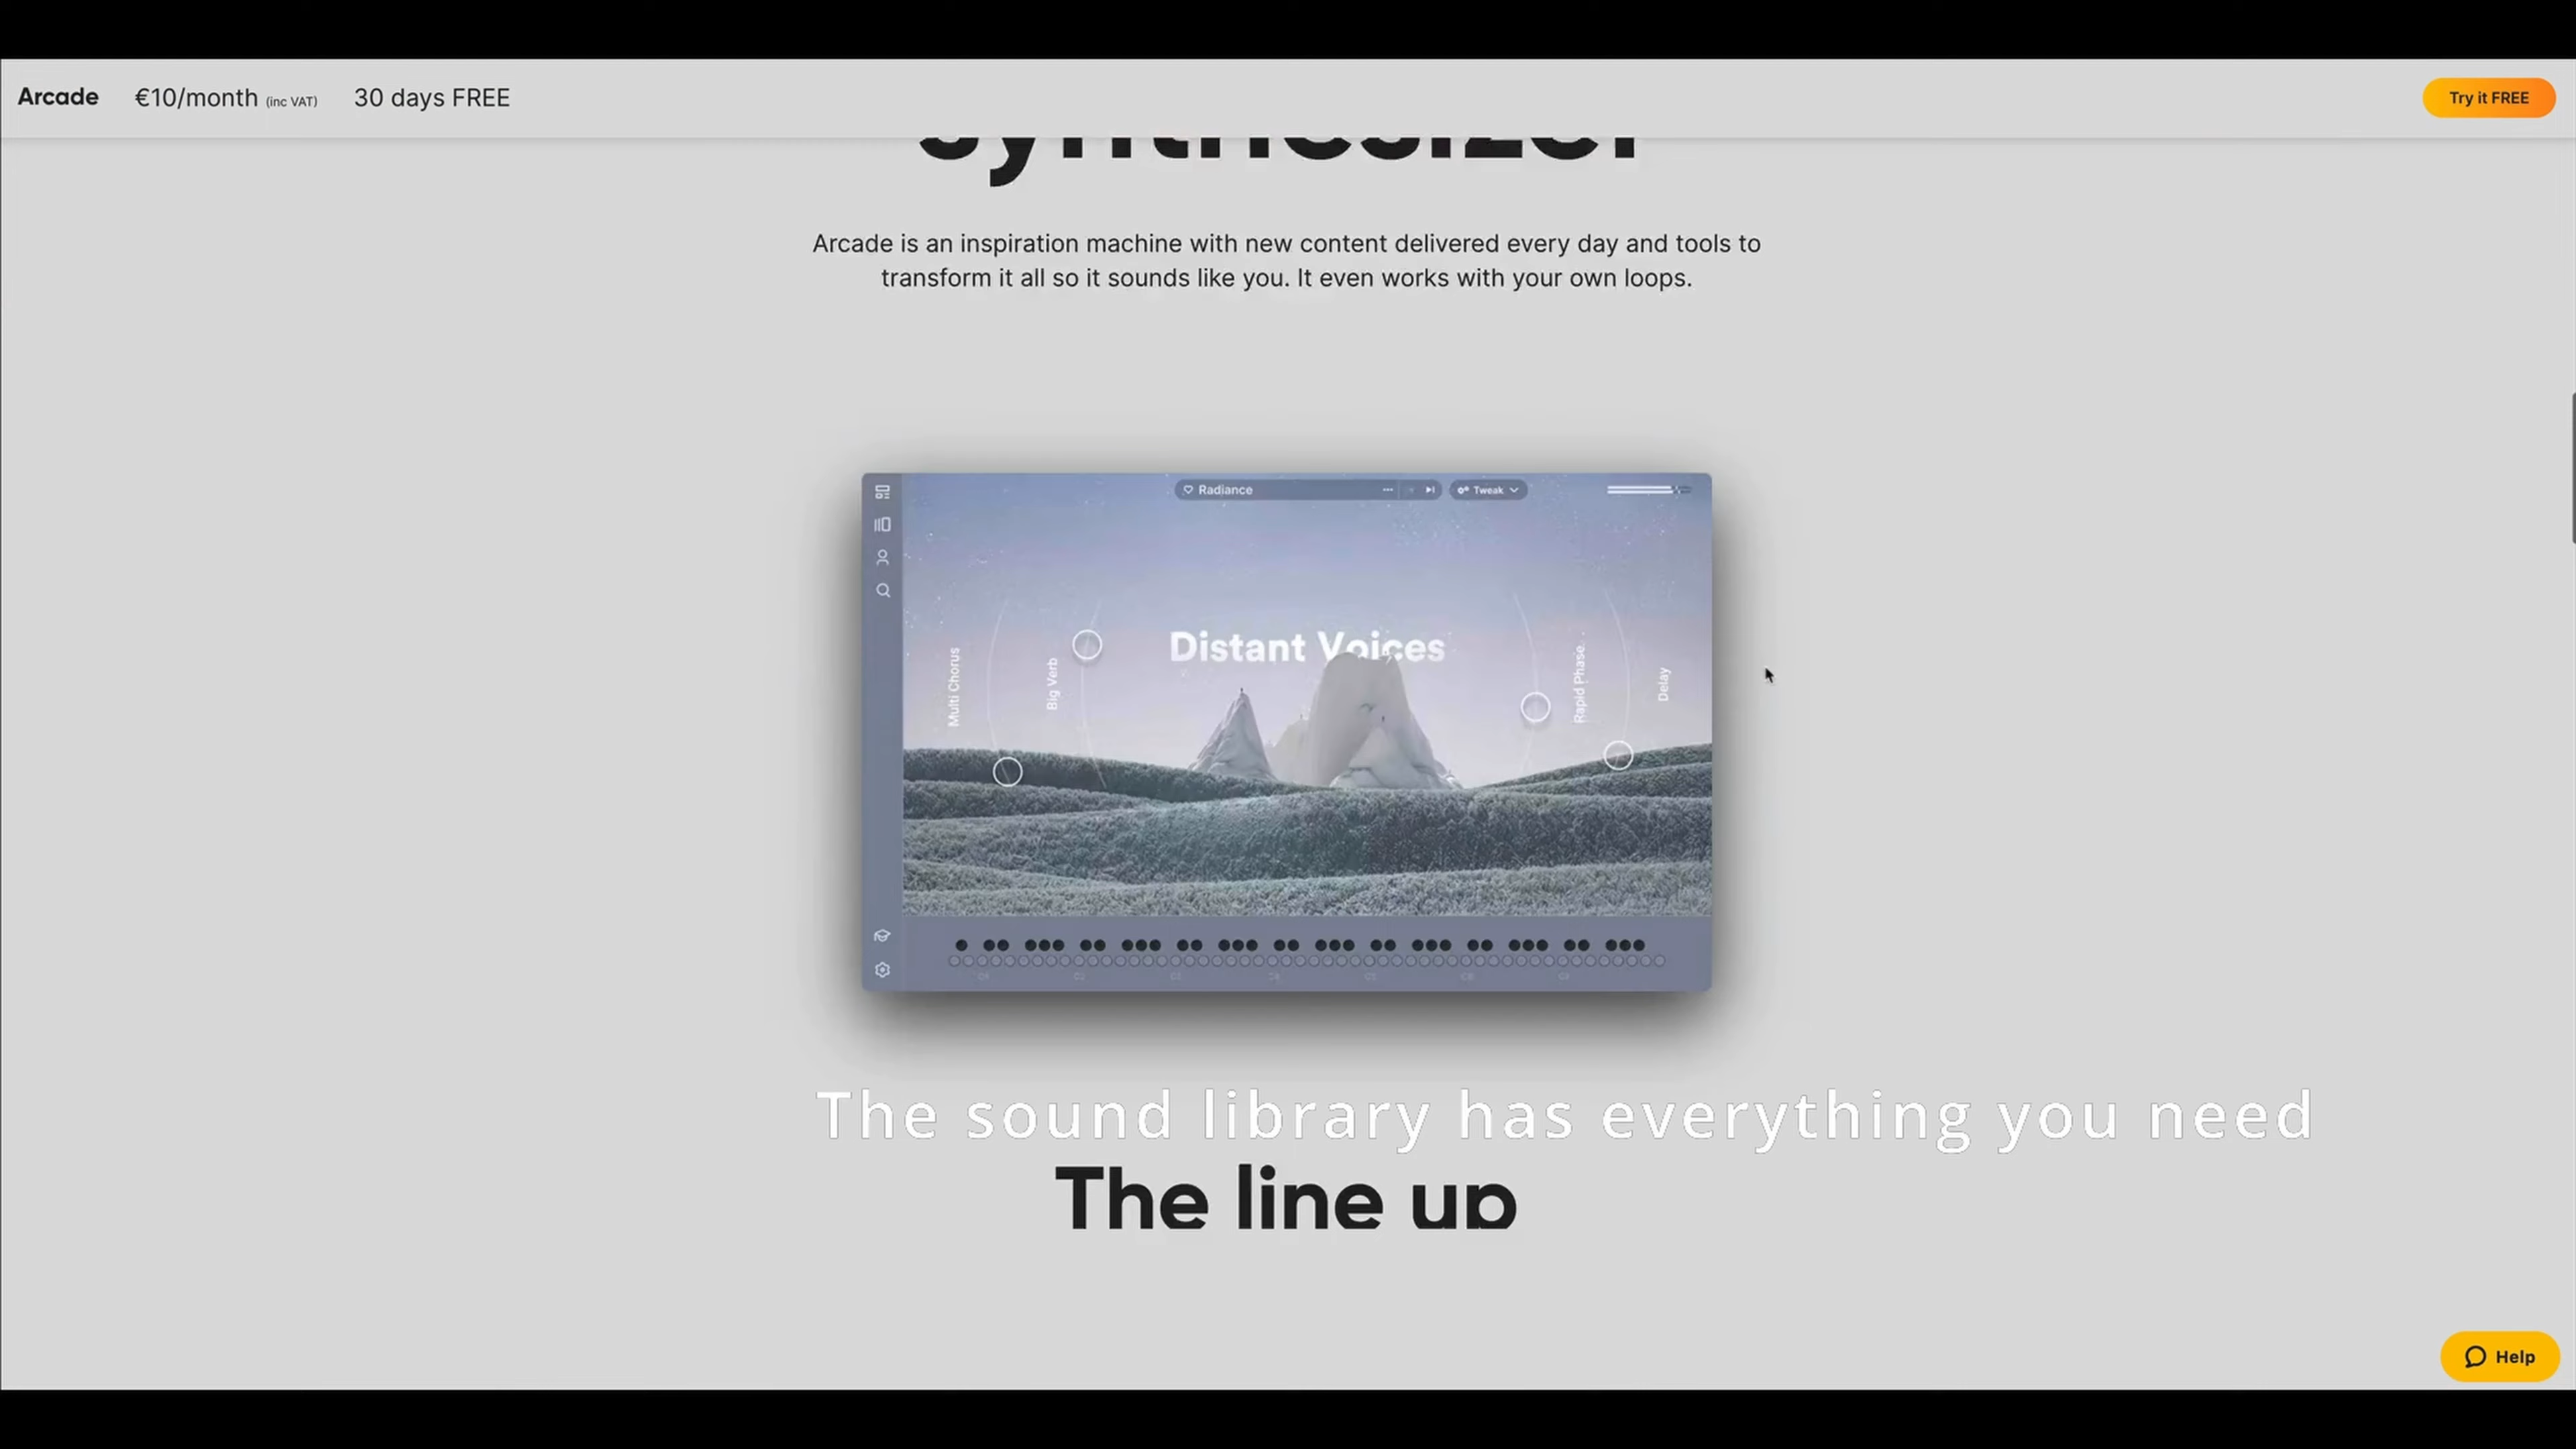 Arcade €10/month (inc VAT) 30 days FREE Try it FREE
synthesizer
Arcade is an inspiration machine with new content delivered every day and tools to
transform it all so it sounds like you. It even works with your own loops.
Radiance
Tweak
Distant Voices
Multi Chorus
Big Verb
Rapid Phase
Delay
The sound library has everything you need
The line up
Help